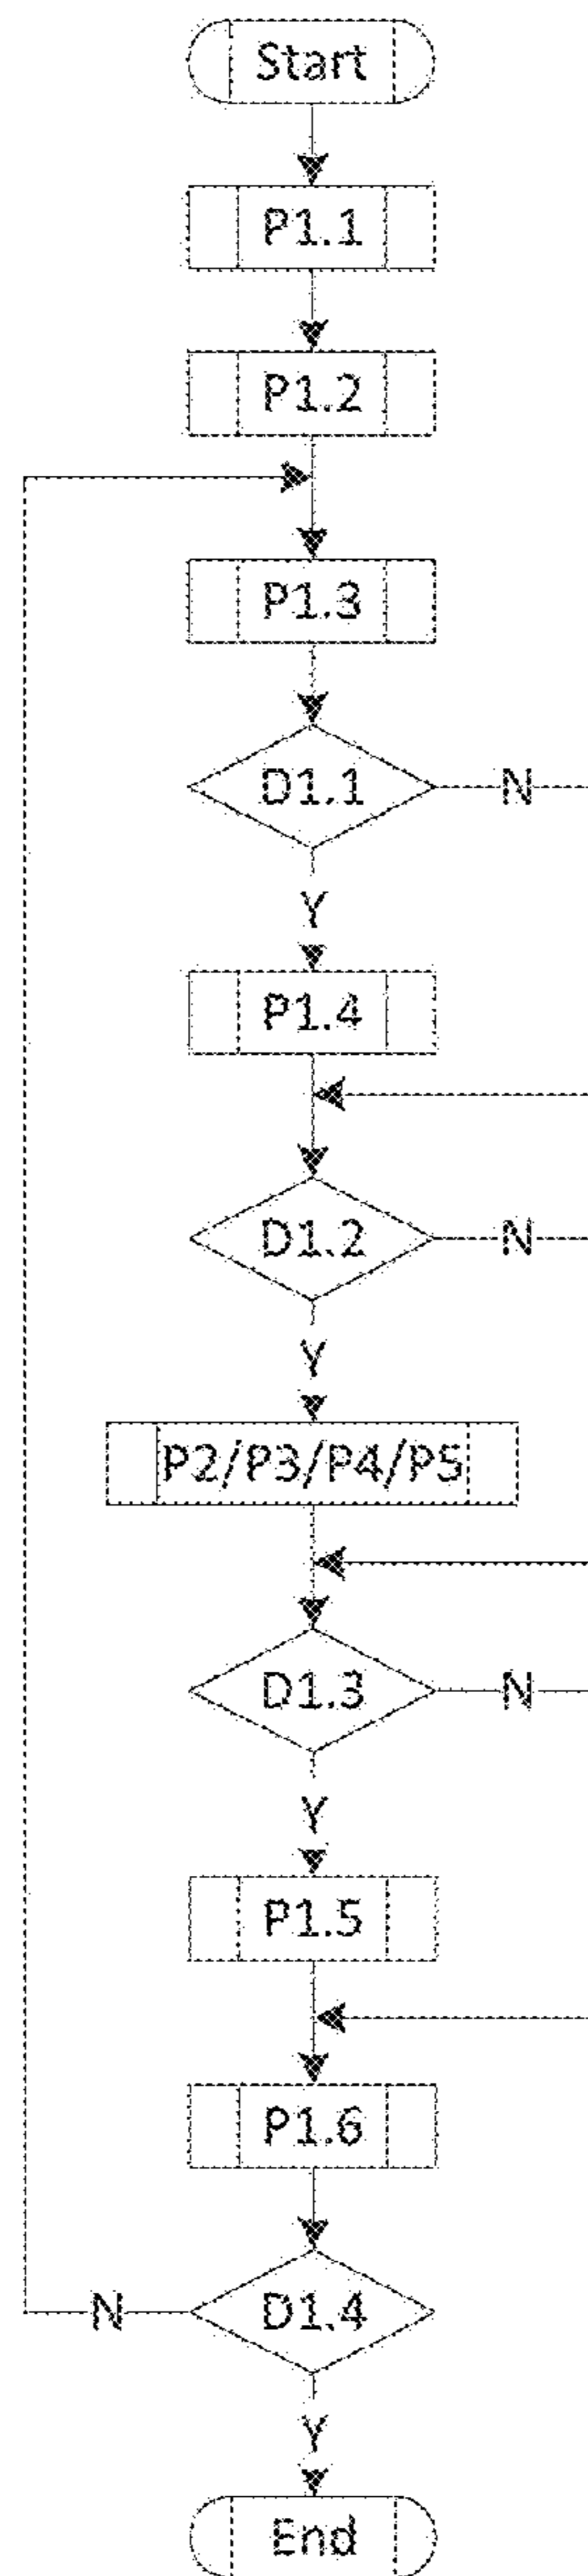 Start
P1.1
P1.2
P1.3
D1.1 N
Y
P1.4
D1.2 N
Y
P2/P3/P4/P5
D1.3 N
Y
P1.5
P1.6
N D1.4
Y
End